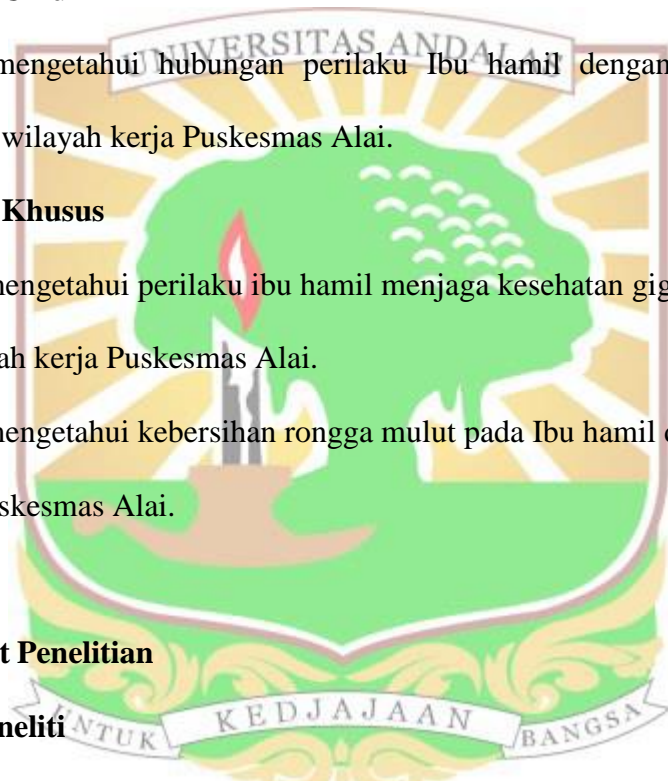 UNIVERSITAS ANDALAS
mengetahui hubungan perilaku Ibu hamil dengan
wilayah kerja Puskesmas Alai.
Khusus
mengetahui perilaku ibu hamil menjaga kesehatan gig
ah kerja Puskesmas Alai.
mengetahui kebersihan rongga mulut pada Ibu hamil
skesmas Alai.
t Penelitian
neliti
UNTUK KEDJAJAAN BANGSA